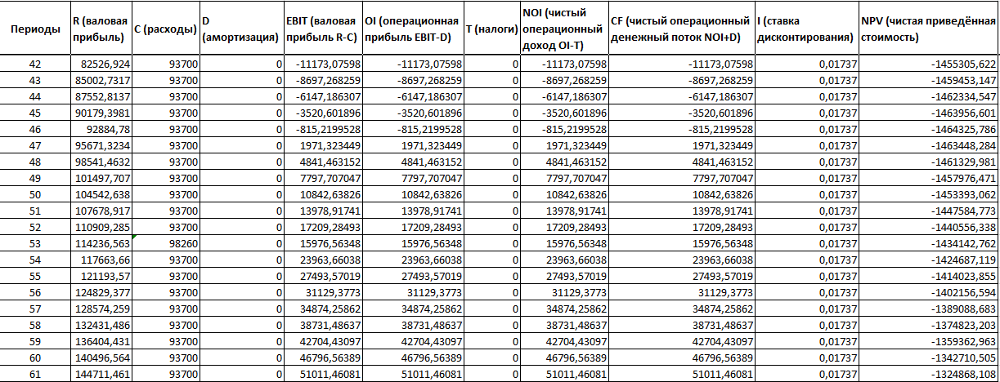 Периоды R (валовая прибыль) C (расходы) D (амортизация) EBIT (валовая прибыль R-C) OI (операционная прибыль EBIT-D) T (налоги) NOI (чистый операционный доход OI-T) CF (чистый операционный денежный поток NOI+D) I (ставка дисконтирования) NPV (чистая приведённая стоимость)
42 82526,924 93700 0 -11173,07598 -11173,07598 0 -11173,07598 -11173,07598 0,01737 -1455305,622
43 85002,7317 93700 0 -8697,268259 -8697,268259 0 -8697,268259 -8697,268259 0,01737 -1459453,147
44 87552,8137 93700 0 -6147,186307 -6147,186307 0 -6147,186307 -6147,186307 0,01737 -1462334,547
45 90179,3981 93700 0 -3520,601896 -3520,601896 0 -3520,601896 -3520,601896 0,01737 -1463956,601
46 92884,78 93700 0 -815,2199528 -815,2199528 0 -815,2199528 -815,2199528 0,01737 -1464325,786
47 95671,3234 93700 0 1971,323449 1971,323449 0 1971,323449 1971,323449 0,01737 -1463448,284
48 98541,4632 93700 0 4841,463152 4841,463152 0 4841,463152 4841,463152 0,01737 -1461329,981
49 101497,707 93700 0 7797,707047 7797,707047 0 7797,707047 7797,707047 0,01737 -1457976,471
50 104542,638 93700 0 10842,63826 10842,63826 0 10842,63826 10842,63826 0,01737 -1453393,062
51 107678,917 93700 0 13978,91741 13978,91741 0 13978,91741 13978,91741 0,01737 -1447584,773
52 110909,285 93700 0 17209,28493 17209,28493 0 17209,28493 17209,28493 0,01737 -1440556,338
53 114236,563 98260 0 15976,56348 15976,56348 0 15976,56348 15976,56348 0,01737 -1434142,762
54 117663,66 93700 0 23963,66038 23963,66038 0 23963,66038 23963,66038 0,01737 -1424687,119
55 121193,57 93700 0 27493,57019 27493,57019 0 27493,57019 27493,57019 0,01737 -1414023,855
56 124829,377 93700 0 31129,3773 31129,3773 0 31129,3773 31129,3773 0,01737 -1402156,594
57 128574,259 93700 0 34874,25862 34874,25862 0 34874,25862 34874,25862 0,01737 -1389088,683
58 132431,486 93700 0 38731,48637 38731,48637 0 38731,48637 38731,48637 0,01737 -1374823,203
59 136404,431 93700 0 42704,43097 42704,43097 0 42704,43097 42704,43097 0,01737 -1359362,963
60 140496,564 93700 0 46796,56389 46796,56389 0 46796,56389 46796,56389 0,01737 -1342710,505
61 144711,461 93700 0 51011,46081 51011,46081 0 51011,46081 51011,46081 0,01737 -1324868,108